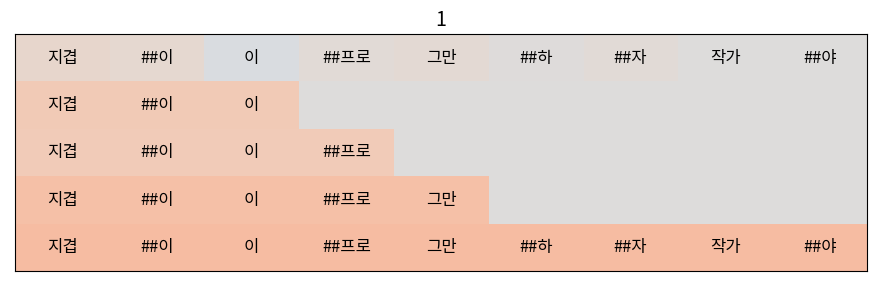 1
지겹 ##이 이 ##프로 그만 ##하 ##자 작가 ##야
지겹 ##이 이
지겹 ##이 이 ##프로
지겹 ##이 이 ##프로 그만
지겹 ##이 이 ##프로 그만 ##하 ##자 작가 ##야